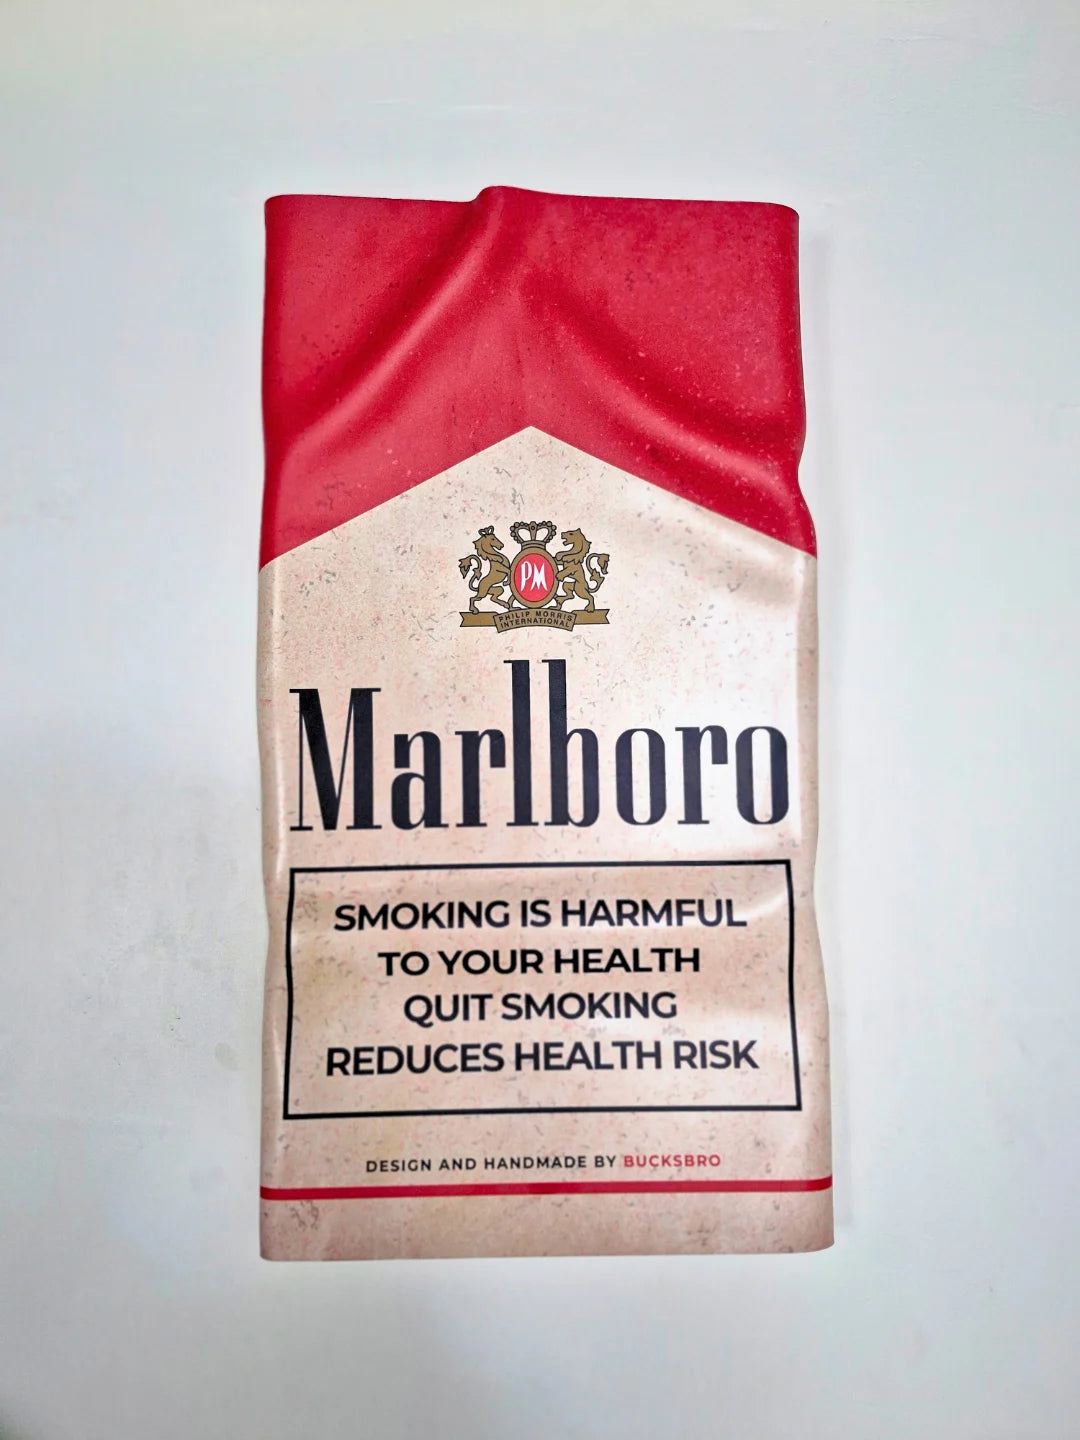 PM
PHILIP MORRIS
INTERNATIONAL
Marlboro
SMOKING IS HARMFUL
TO YOUR HEALTH
QUIT SMOKING
REDUCES HEALTH RISK
DESIGN AND HANDMADE BY BUCKSBRO